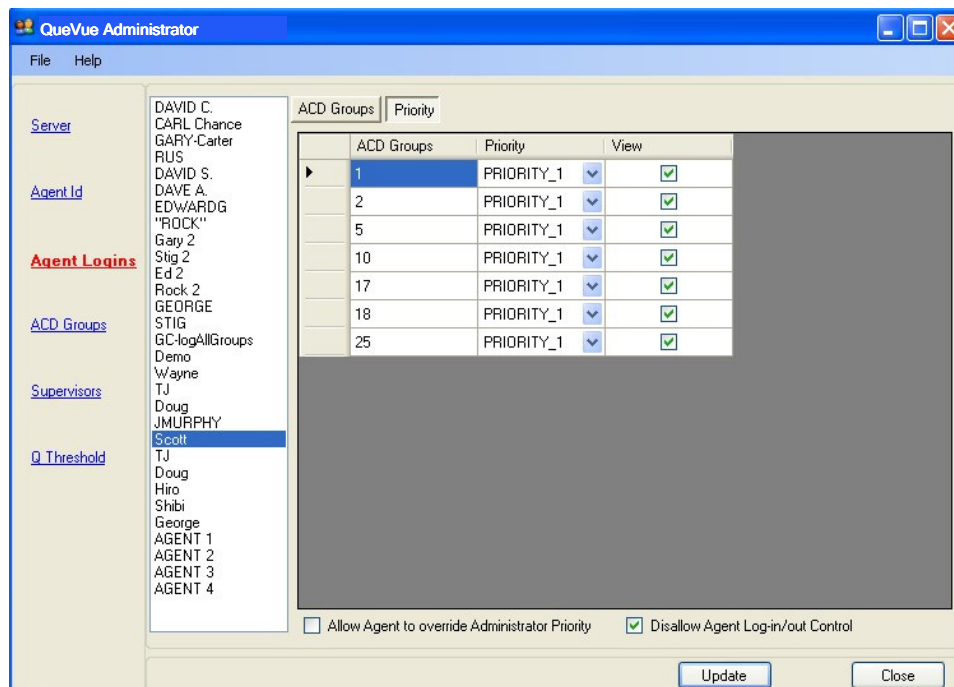 QueVue Administrator
File Help
Server
Agent Id
Agent Logins
ACD Groups
Supervisors
Q Threshold
DAVID C.
CARL Chance
GARY-Carter
RUS
DAVID S.
DAVE A.
EDWARDG
"ROCK"
Gary 2
Stig 2
Ed 2
Rock 2
GEORGE
STIG
GC-logAllGroups
Demo
Wayne
TJ
Doug
JMURPHY
Scott
TJ
Doug
Hiro
Shibi
George
AGENT 1
AGENT 2
AGENT 3
AGENT 4
ACD Groups Priority
ACD Groups Priority View
1 PRIORITY_1
2 PRIORITY_1
5 PRIORITY_1
10 PRIORITY_1
17 PRIORITY_1
18 PRIORITY_1
25 PRIORITY_1
Allow Agent to override Administrator Priority Disallow Agent Log-in/out Control
Update Close